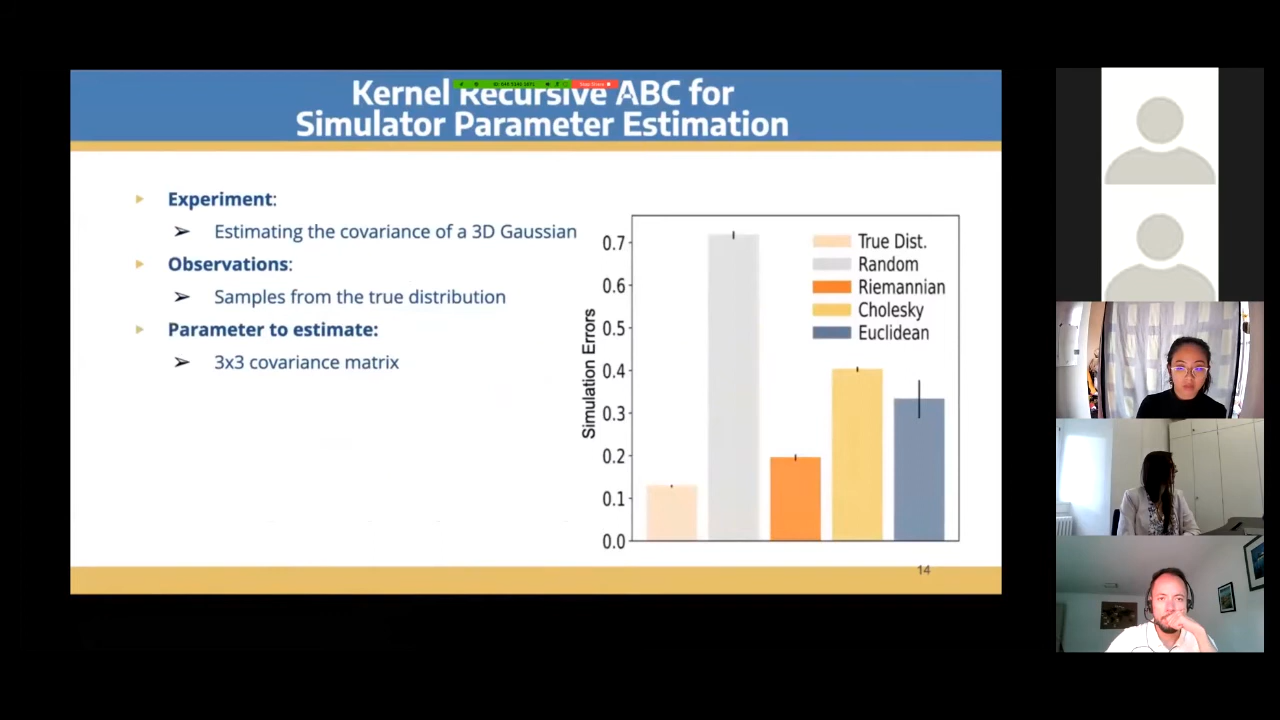 Kernel Recursive ABC for
Simulator Parameter Estimation
Experiment:
Estimating the covariance of a 3D Gaussian
Observations:
Samples from the true distribution
Parameter to estimate:
3x3 covariance matrix
Simulation Errors
0.7
0.6
0.5
0.4
0.3
0.2
0.1
0.0
True Dist.
Random
Riemannian
Cholesky
Euclidean
14